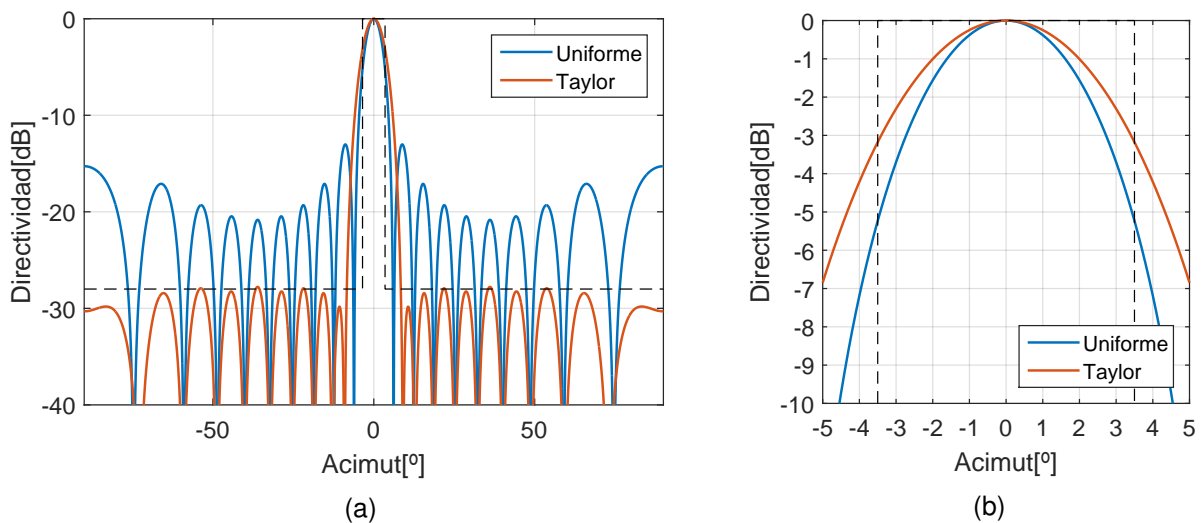 0
-10
-20
-30
-40
Directividad[dB]
-50
0
50
Acimut[º]
Uniforme
Taylor
(a)
0
-1
-2
-3
-4
-5
-6
-7
-8
-9
-10
Directividad[dB]
-5 -4 -3 -2 -1 0 1 2 3 4 5
Acimut[º]
Uniforme
Taylor
(b)